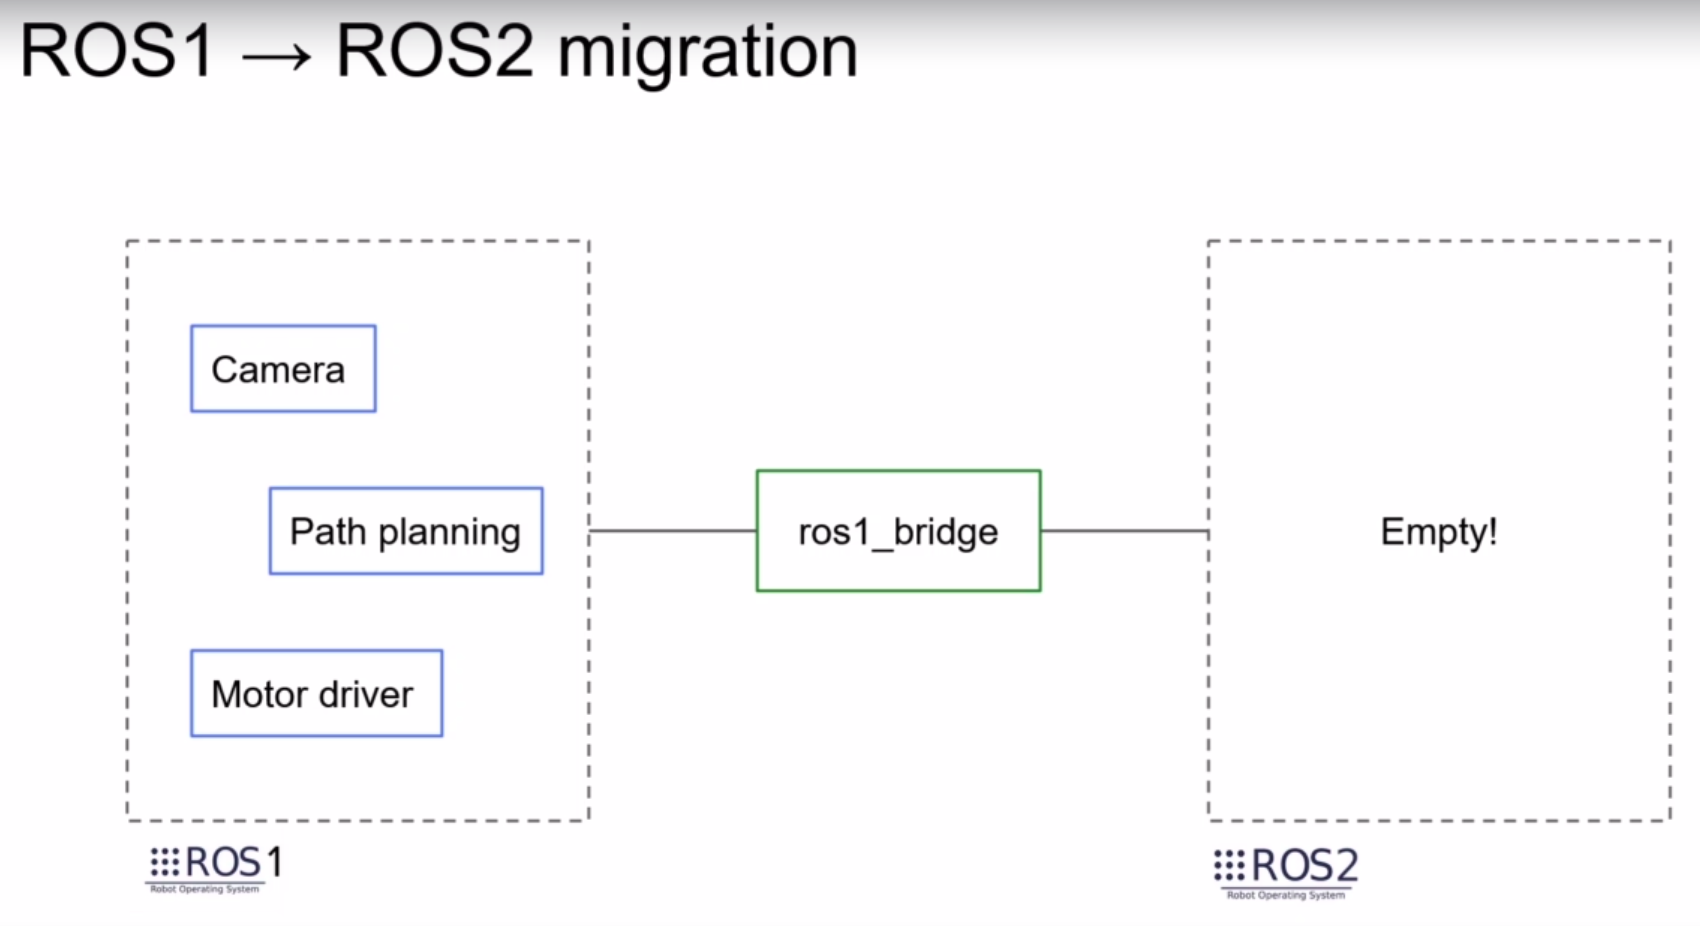 ROS1 → ROS2 migration
Camera
Path planning
Motor driver
ros1_bridge
Empty!
ROS1
Robot Operating System
ROS2
Robot Operating System